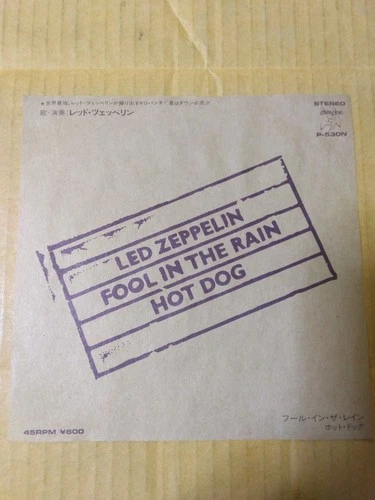 歌・演奏:レッド・ツェッペリン
STEREO
P-530N
LED ZEPPELIN
FOOL IN THE RAIN
HOT DOG
フール・イン・ザ・レイン
ホット・ドッグ
45RPM ¥600